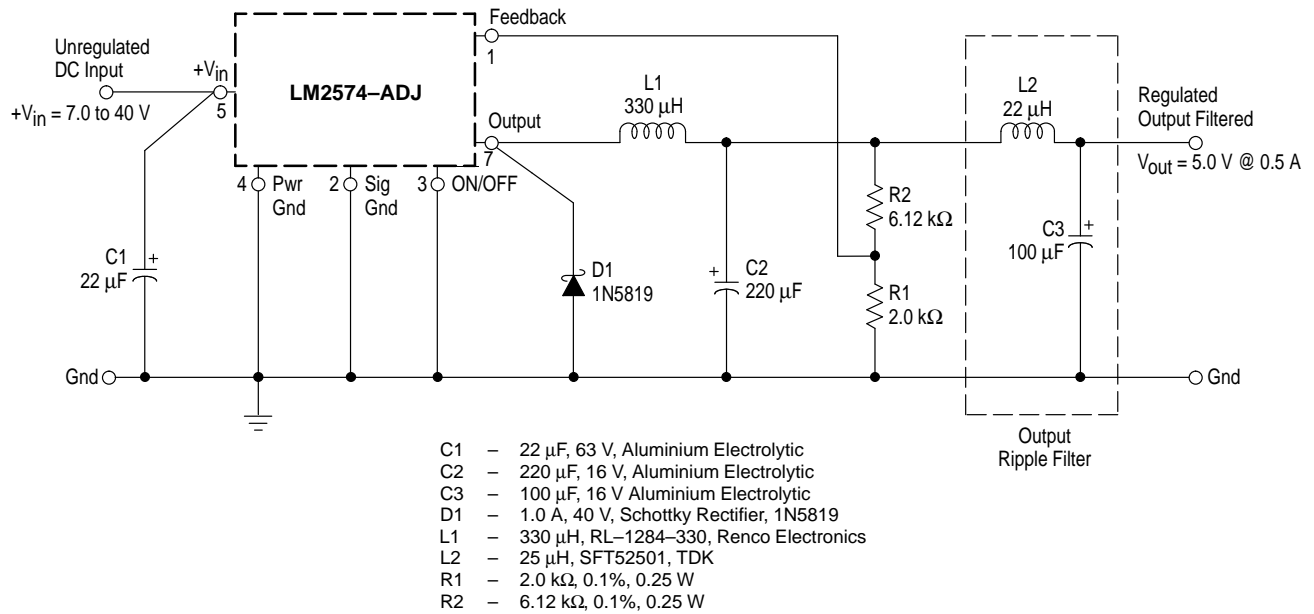 Feedback
1
Unregulated
DC Input
+Vin
5
+Vin = 7.0 to 40 V
LM2574–ADJ
L1
330 μH
Output
7
L2
22 μH
Regulated
Output Filtered
Vout = 5.0 V @ 0.5 A
4 Pwr
Gnd
2 Sig
Gnd
3 ON/OFF
R2
6.12 kΩ
C1
22 μF
+
D1
1N5819
+
C2
220 μF
R1
2.0 kΩ
C3
100 μF
+
Gnd
Gnd
Output
Ripple Filter
C1 – 22 μF, 63 V, Aluminium Electrolytic
C2 – 220 μF, 16 V, Aluminium Electrolytic
C3 – 100 μF, 16 V Aluminium Electrolytic
D1 – 1.0 A, 40 V, Schottky Rectifier, 1N5819
L1 – 330 μH, RL–1284–330, Renco Electronics
L2 – 25 μH, SFT52501, TDK
R1 – 2.0 kΩ, 0.1%, 0.25 W
R2 – 6.12 kΩ, 0.1%, 0.25 W